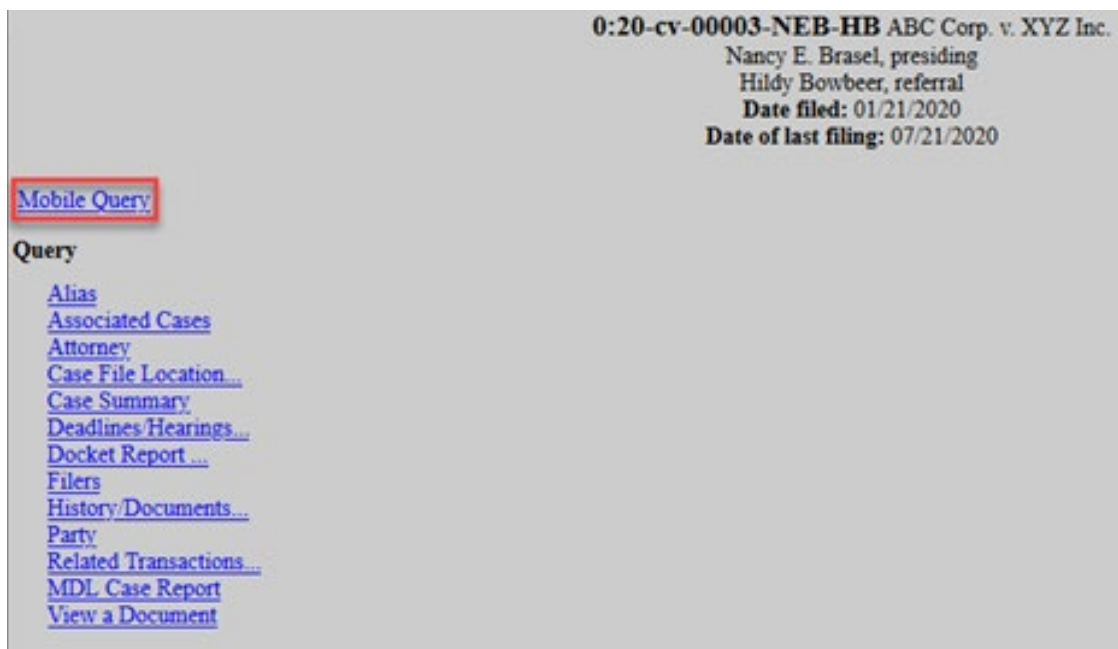 0:20-cv-00003-NEB-HB ABC Corp. v. XYZ Inc.
Nancy E. Brasel, presiding
Hildy Bowbeer, referral
Date filed: 01/21/2020
Date of last filing: 07/21/2020
Mobile Query
Query
Alias
Associated Cases
Attorney
Case File Location...
Case Summary
Deadlines/Hearings...
Docket Report ...
Filers
History/Documents...
Party
Related Transactions...
MDL Case Report
View a Document